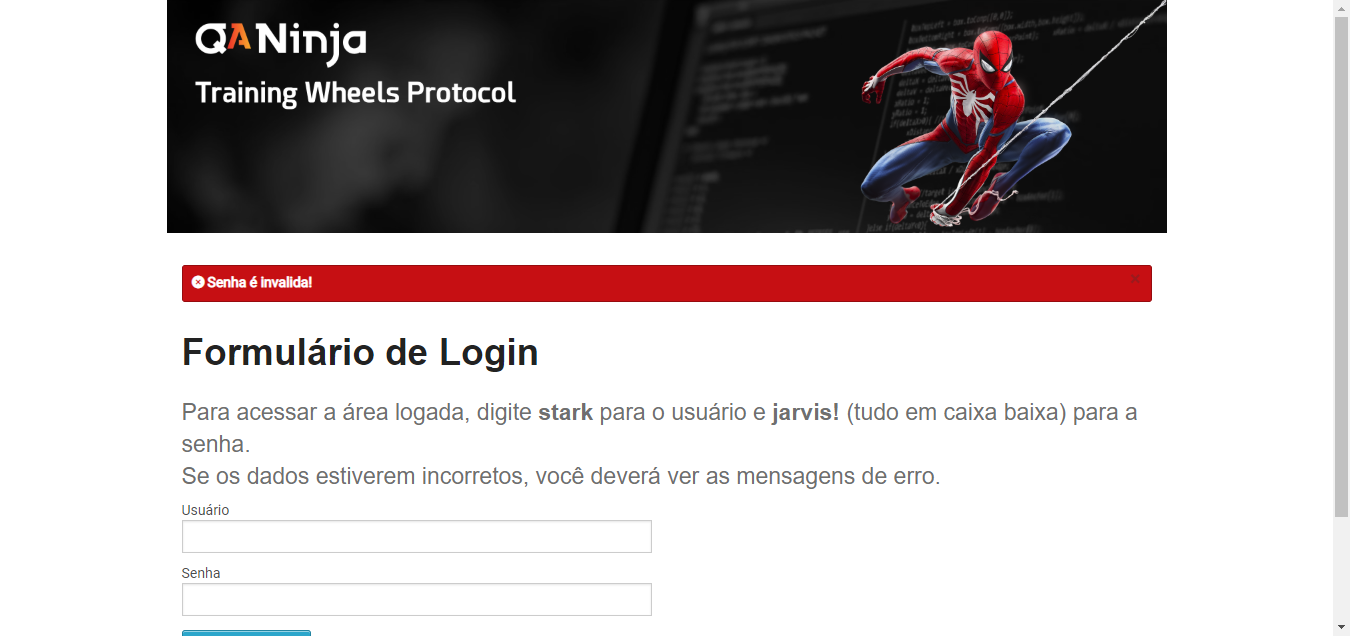 QANinja
Training Wheels Protocol
Senha é invalida!
Formulário de Login
Para acessar a área logada, digite stark para o usuário e jarvis! (tudo em caixa baixa) para a
senha.
Se os dados estiverem incorretos, você deverá ver as mensagens de erro.
Usuário
Senha